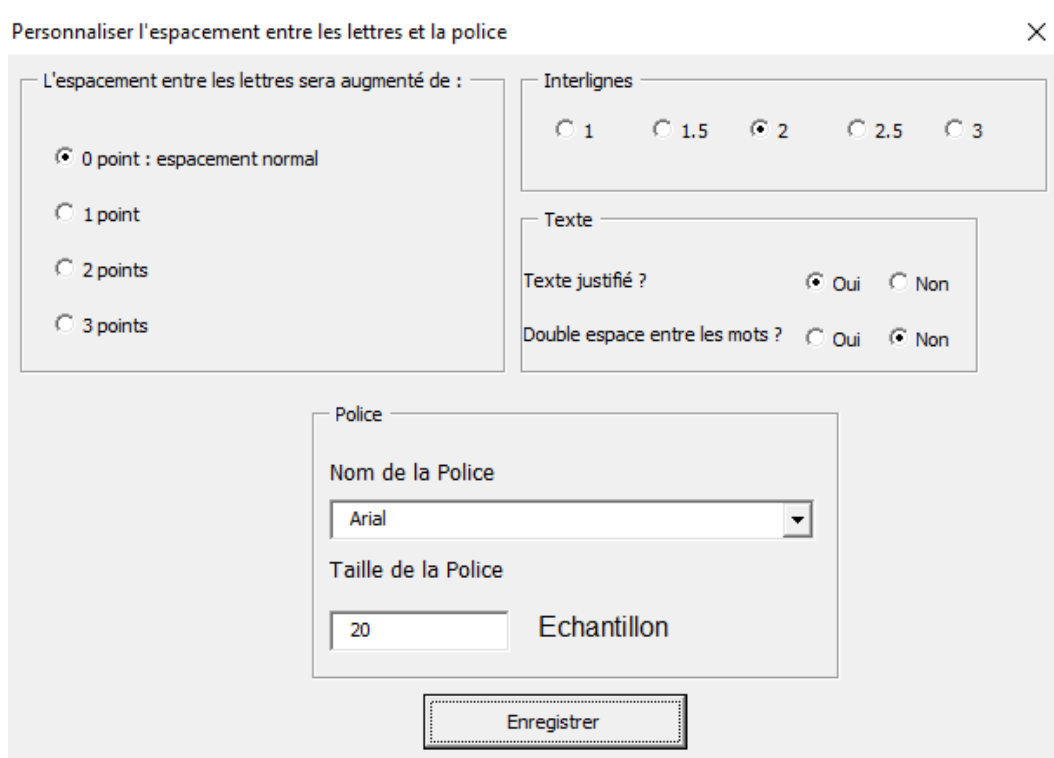 Personnaliser l'espacement entre les lettres et la police
L'espacement entre les lettres sera augmenté de :
0 point : espacement normal
1 point
2 points
3 points
Interlignes
1 1.5 2 2.5 3
Texte
Texte justifié ? Oui Non
Double espace entre les mots ? Oui Non
Police
Nom de la Police
Arial
Taille de la Police
20 Echantillon
Enregistrer